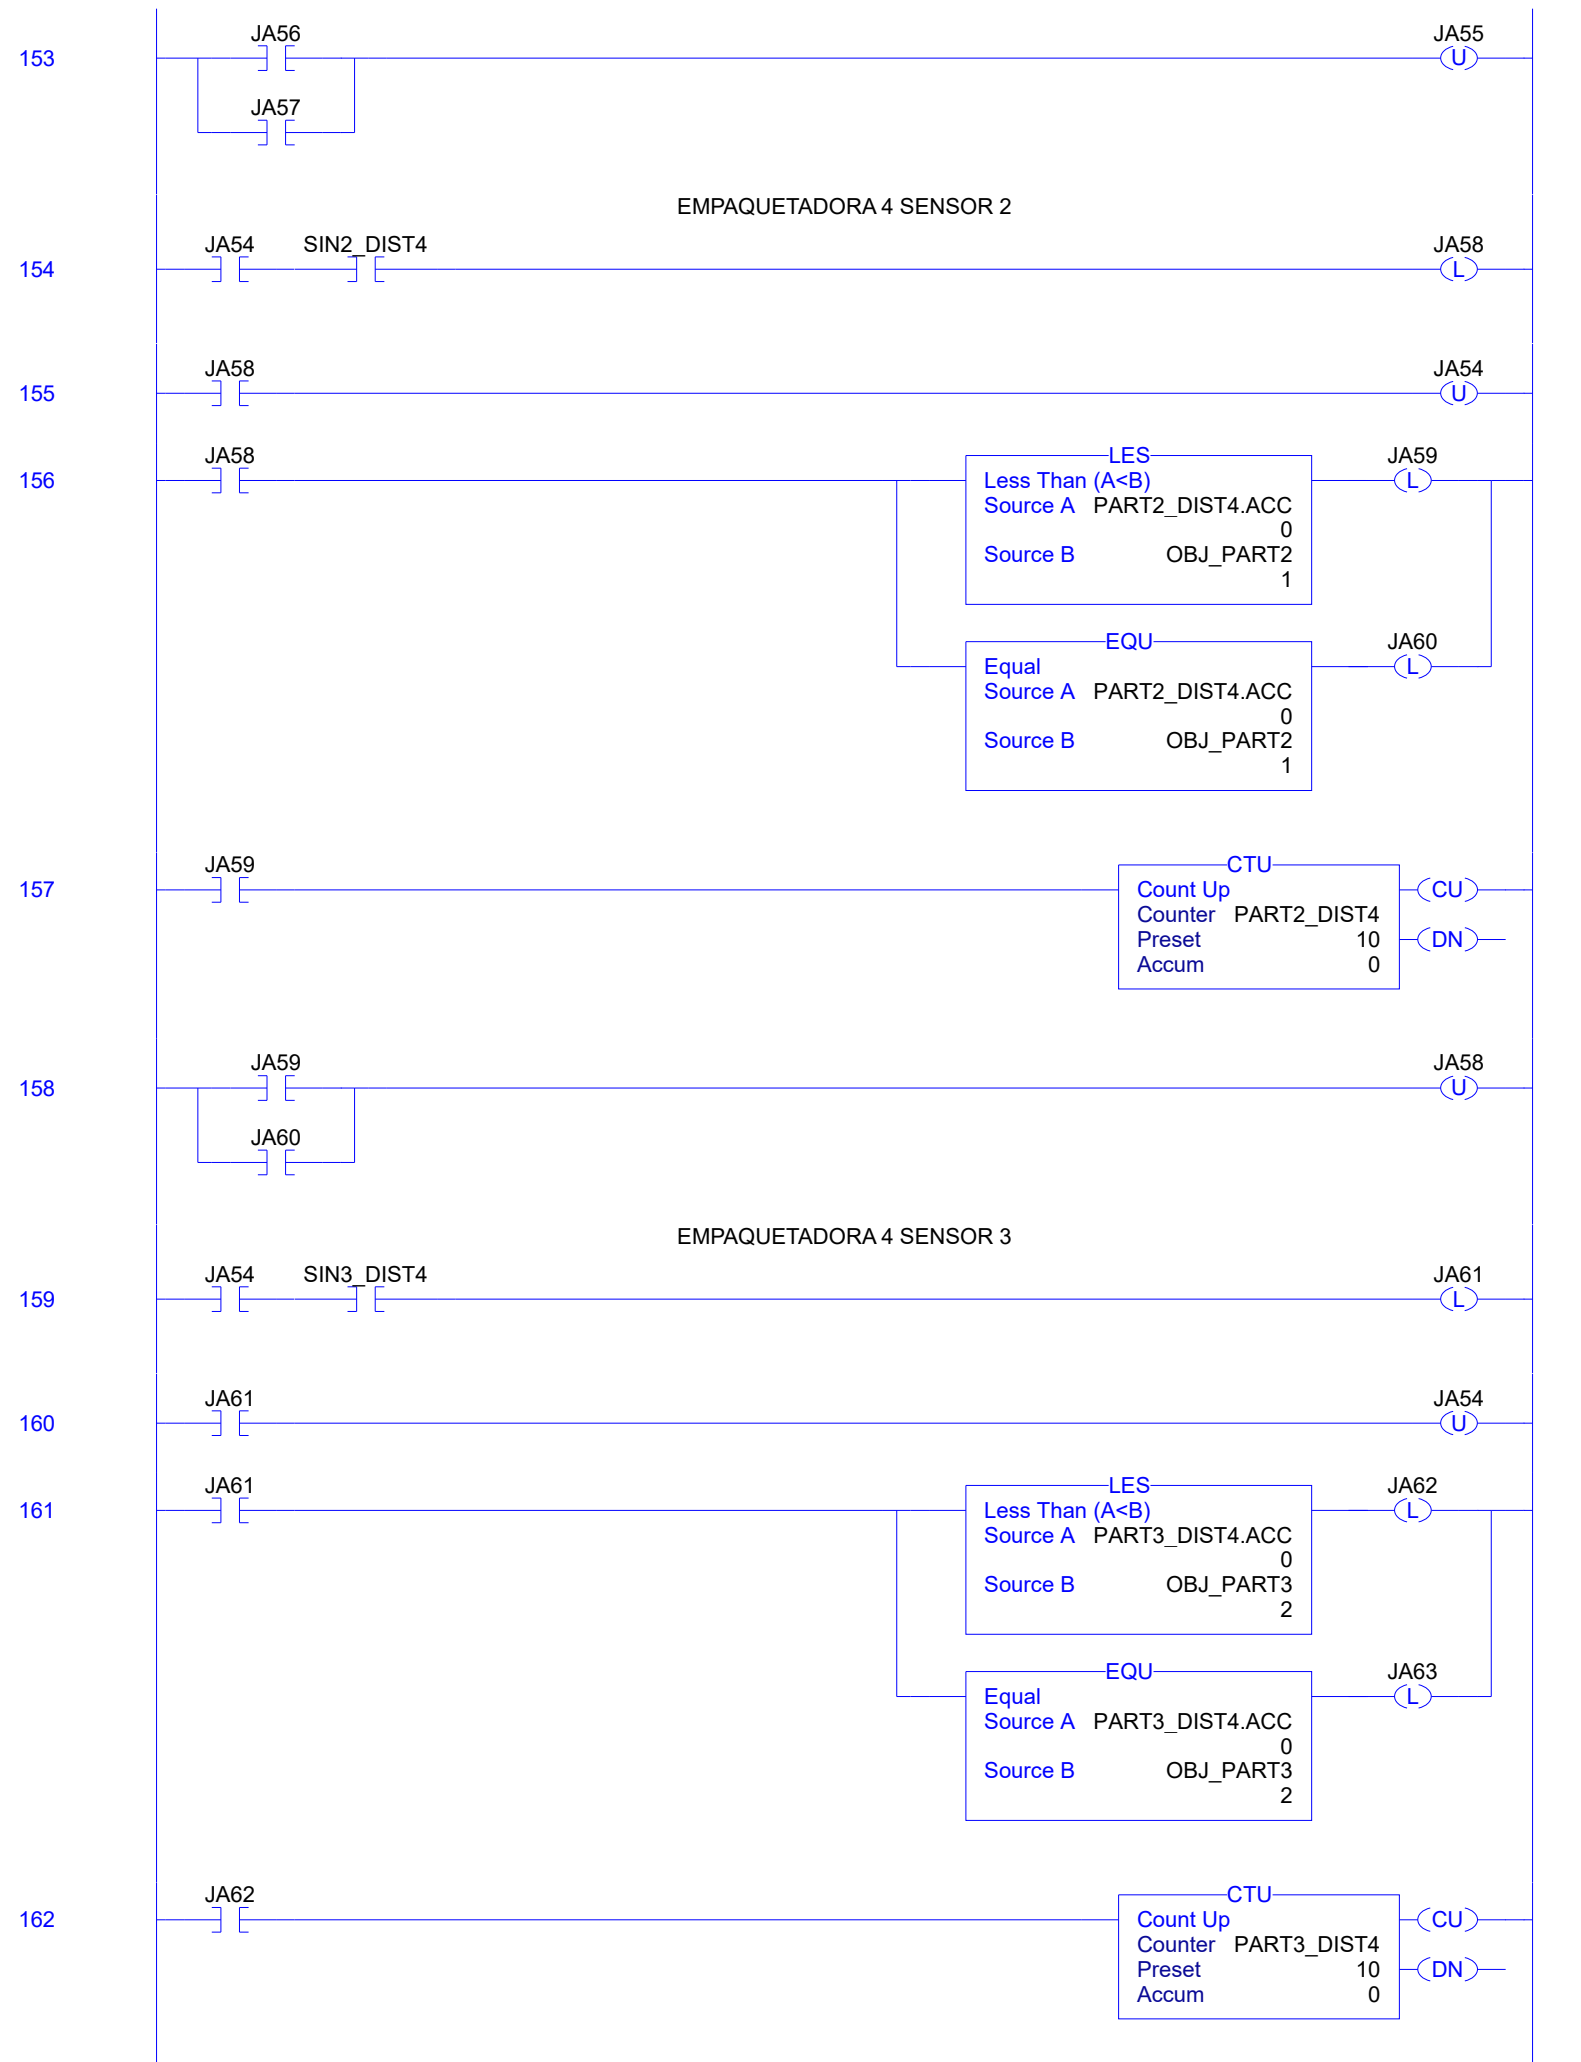 JA56
JA55
153
U
JA57
EMPAQUETADORA 4 SENSOR 2
JA54
SIN2_DIST4
JA58
154
L
JA58
JA54
155
U
JA58
LES
JA59
156
Less Than (A<B)
L
Source A PART2_DIST4.ACC
0
Source B OBJ_PART2
1
EQU
JA60
Equal
L
Source A PART2_DIST4.ACC
0
Source B OBJ_PART2
1
JA59
CTU
157
Count Up
CU
Counter PART2_DIST4
Preset 10
DN
Accum 0
JA59
JA58
158
U
JA60
EMPAQUETADORA 4 SENSOR 3
JA54
SIN3_DIST4
JA61
159
L
JA61
JA54
160
U
JA61
LES
JA62
161
Less Than (A<B)
L
Source A PART3_DIST4.ACC
0
Source B OBJ_PART3
2
EQU
JA63
Equal
L
Source A PART3_DIST4.ACC
0
Source B OBJ_PART3
2
JA62
CTU
162
Count Up
CU
Counter PART3_DIST4
Preset 10
DN
Accum 0